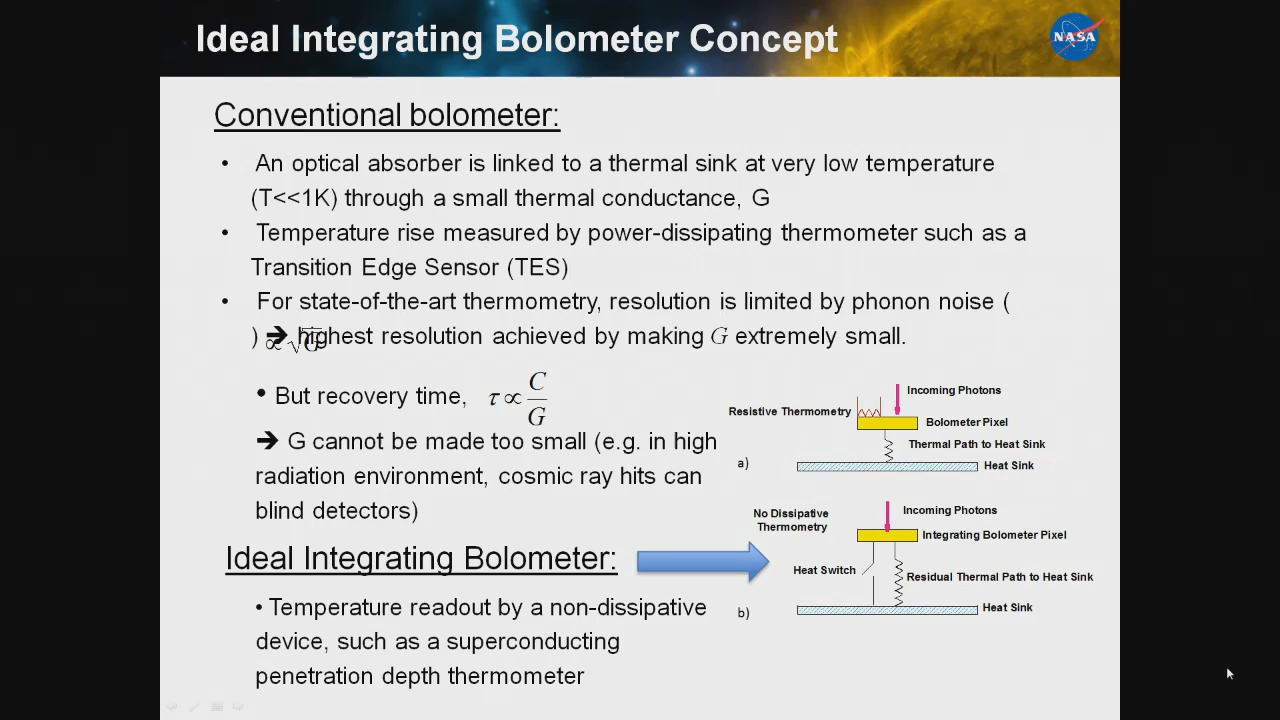 Ideal Integrating Bolometer Concept
NASA
Conventional bolometer:
• An optical absorber is linked to a thermal sink at very low temperature
(T<<1K) through a small thermal conductance, G
• Temperature rise measured by power-dissipating thermometer such as a
Transition Edge Sensor (TES)
• For state-of-the-art thermometry, resolution is limited by phonon noise (
∝ √G
) ➔ highest resolution achieved by making G extremely small.
• But recovery time, τ ∝ C/G
➔ G cannot be made too small (e.g. in high
radiation environment, cosmic ray hits can
blind detectors)
Incoming Photons
Resistive Thermometry
Bolometer Pixel
Thermal Path to Heat Sink
a)
Heat Sink
Ideal Integrating Bolometer:
• Temperature readout by a non-dissipative
device, such as a superconducting
penetration depth thermometer
No Dissipative
Thermometry
Incoming Photons
Integrating Bolometer Pixel
Heat Switch
Residual Thermal Path to Heat Sink
b)
Heat Sink